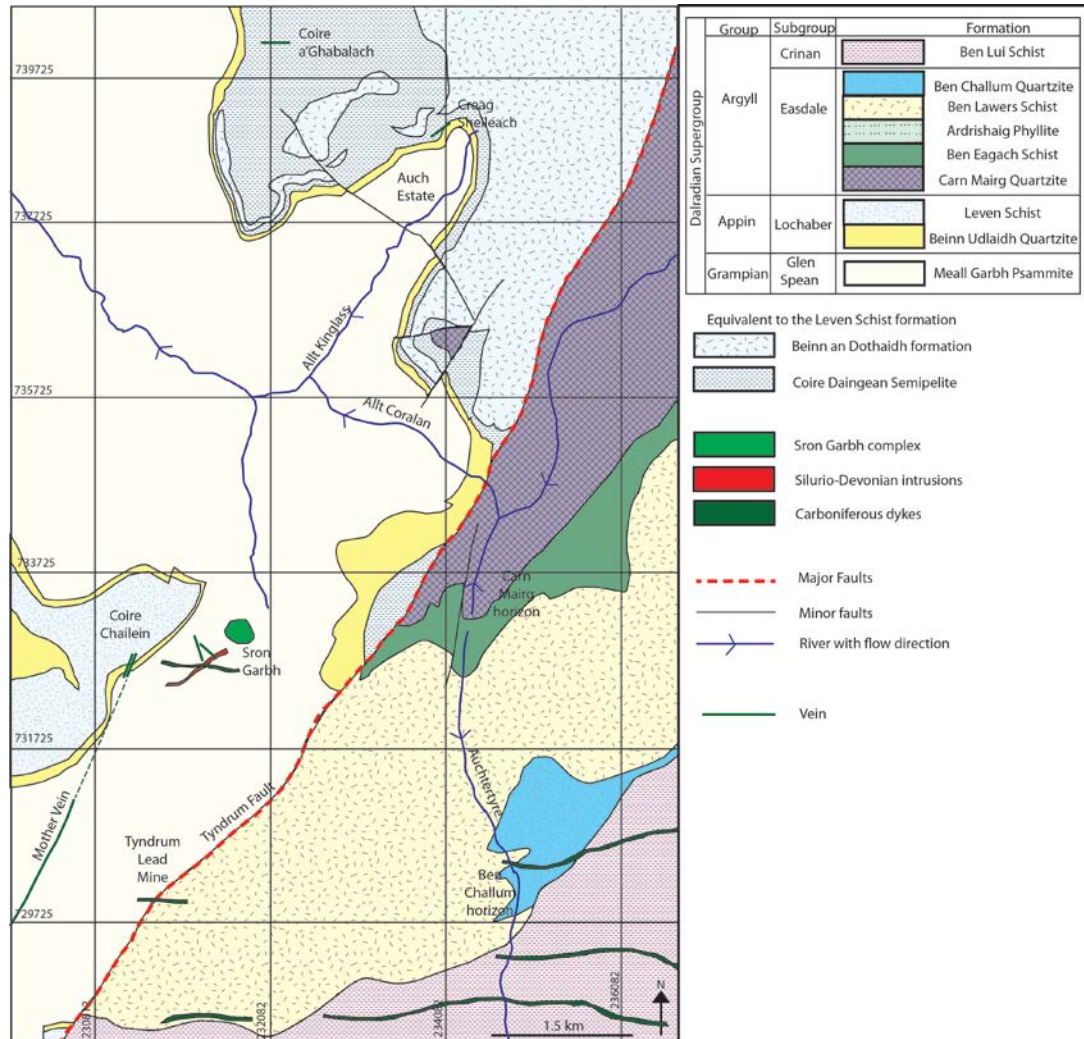 Coire
a'Ghabalach
739725
Creag
Sheileach
Auch
Estate
737725
Allt Kinglass
735725
Allt Coralan
733725
Carn
Mairg
horizon
Coire
Chailein
Sron
Garbh
731725
Auchtertyre
Mother Vein
Tyndrum Fault
Tyndrum
Lead
Mine
Ben
Challum
horizon
729725
232082
236082
N
1.5 km
Group
Subgroup
Formation
Dalradian Supergroup
Crinan
Ben Lui Schist
Argyll
Easdale
Ben Challum Quartzite
Ben Lawers Schist
Ardrishaig Phyllite
Ben Eagach Schist
Carn Mairg Quartzite
Appin
Lochaber
Leven Schist
Beinn Udlaidh Quartzite
Grampian
Glen
Spean
Meall Garbh Psammite
Equivalent to the Leven Schist formation
Beinn an Dothaidh formation
Coire Daingean Semipelite
Sron Garbh complex
Silurio-Devonian intrusions
Carboniferous dykes
Major Faults
Minor faults
River with flow direction
Vein